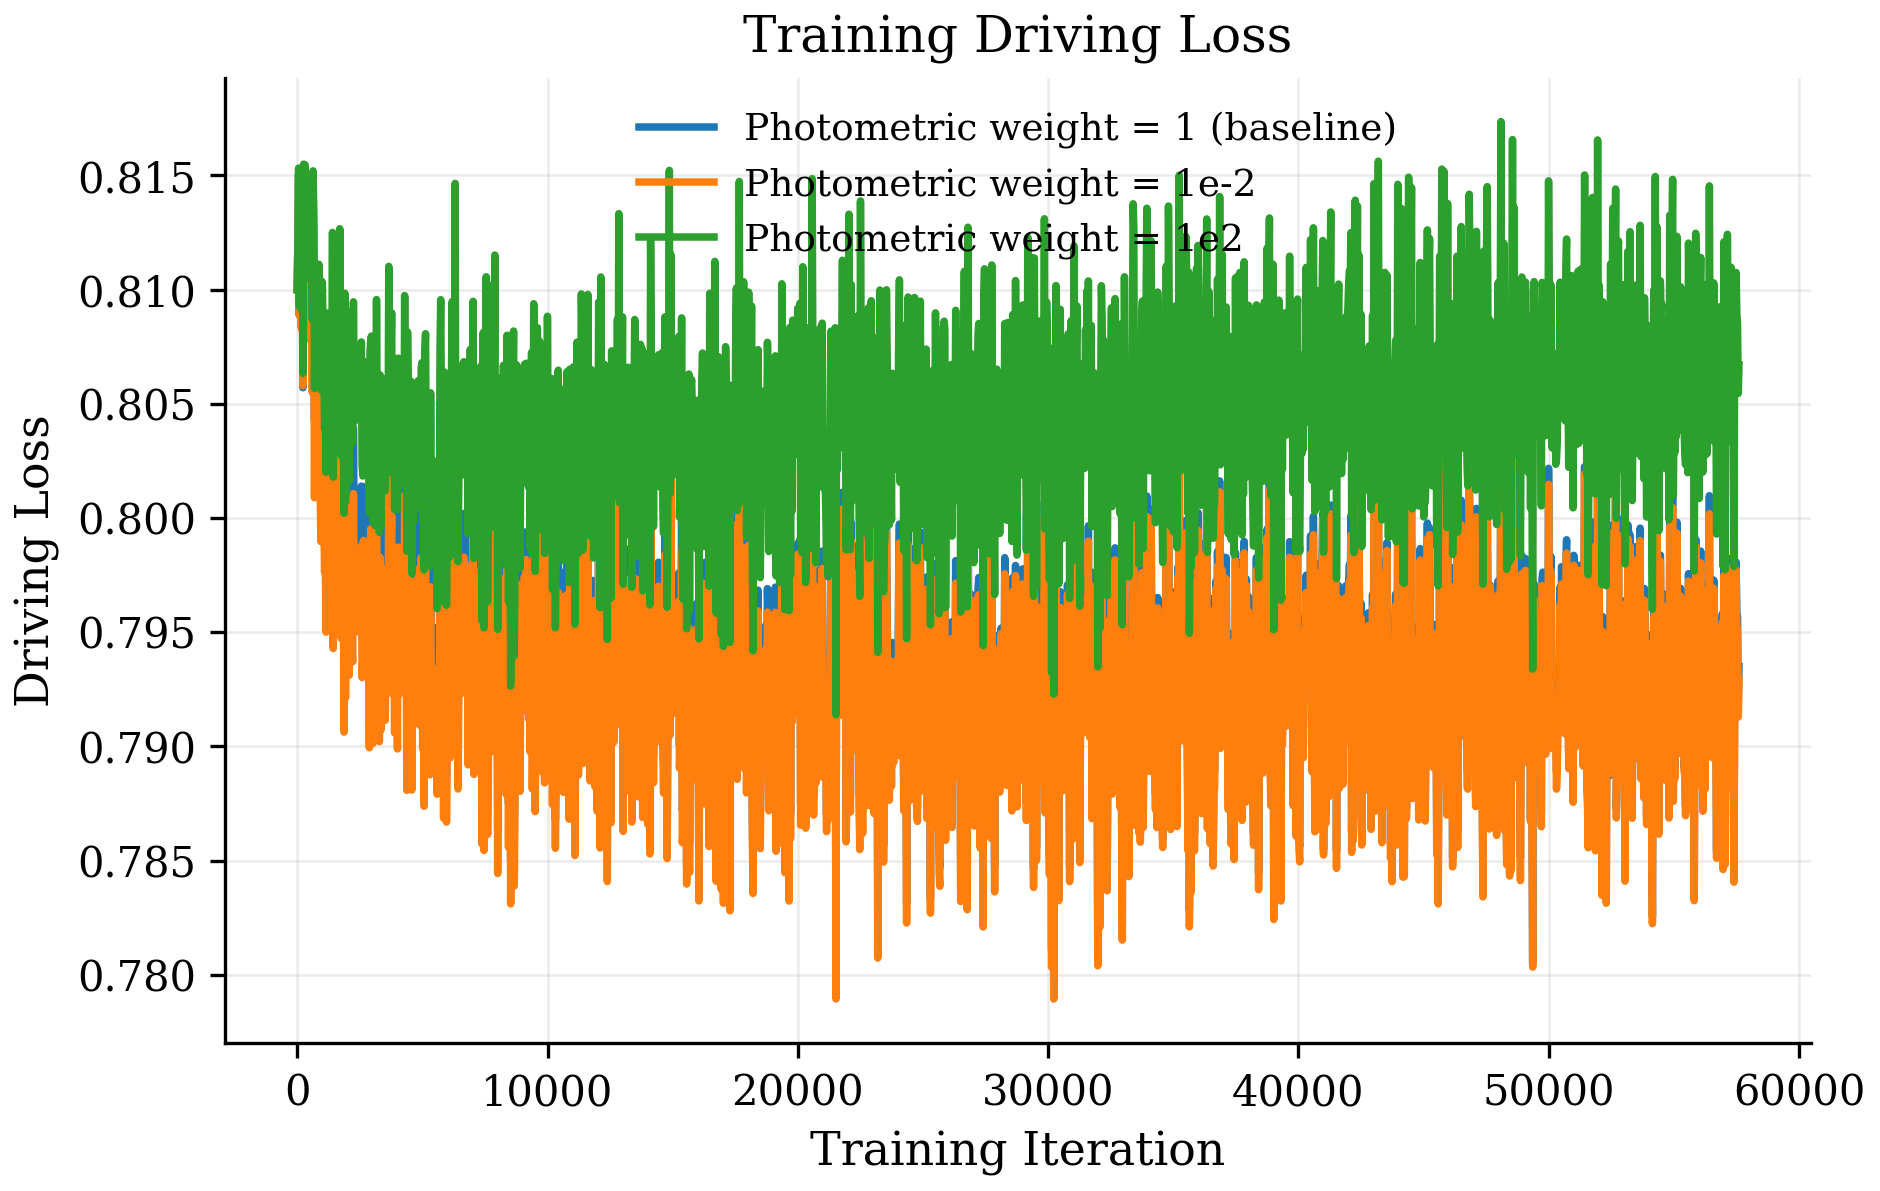 Training Driving Loss
Photometric weight = 1 (baseline)
Photometric weight = 1e-2
Photometric weight = 1e2
Driving Loss
0.815
0.810
0.805
0.800
0.795
0.790
0.785
0.780
0 10000 20000 30000 40000 50000 60000
Training Iteration